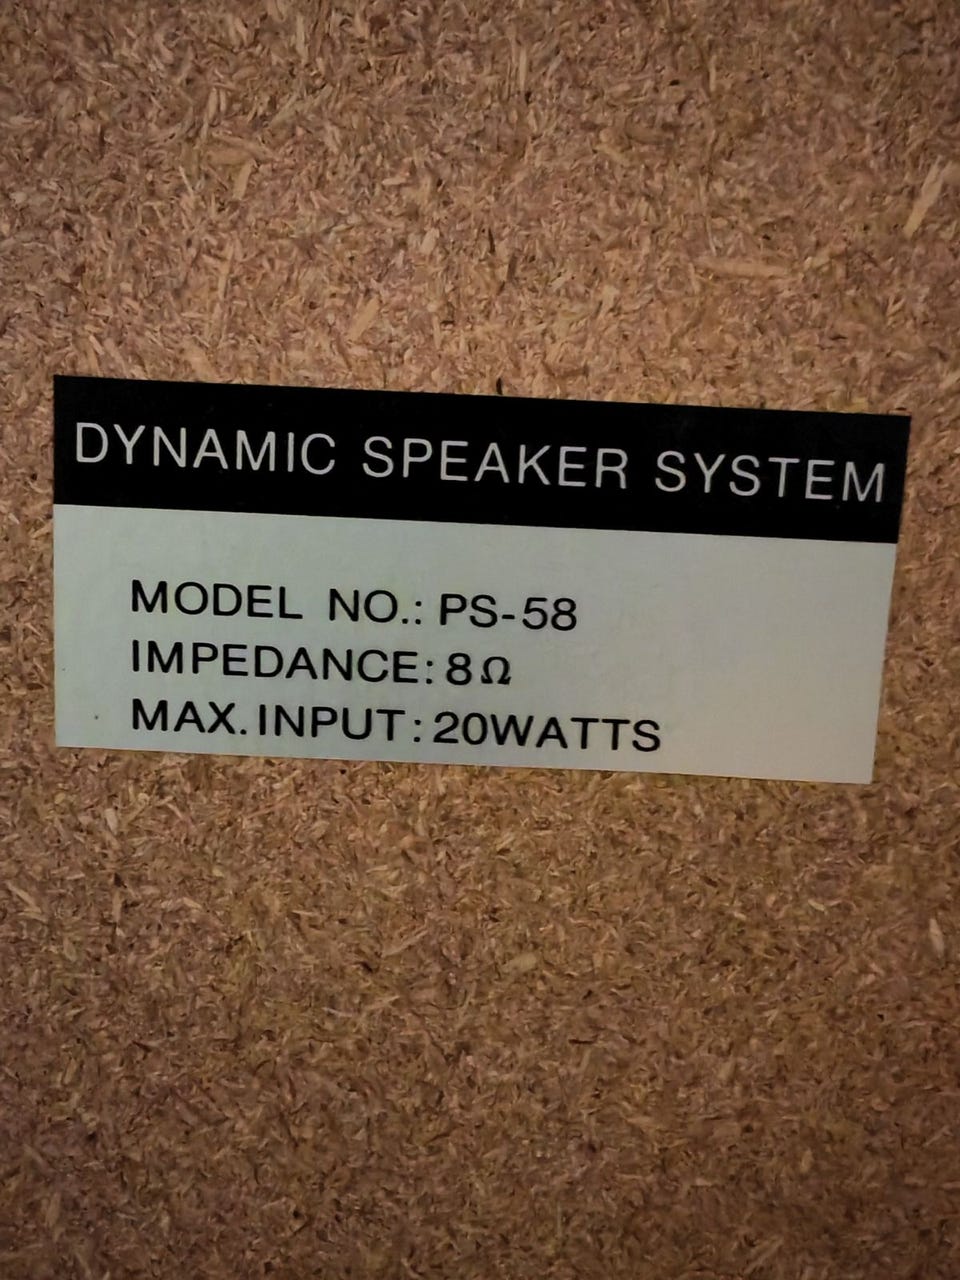 DYNAMIC SPEAKER SYSTEM
MODEL NO.: PS-58
IMPEDANCE: 8Ω
MAX. INPUT: 20WATTS